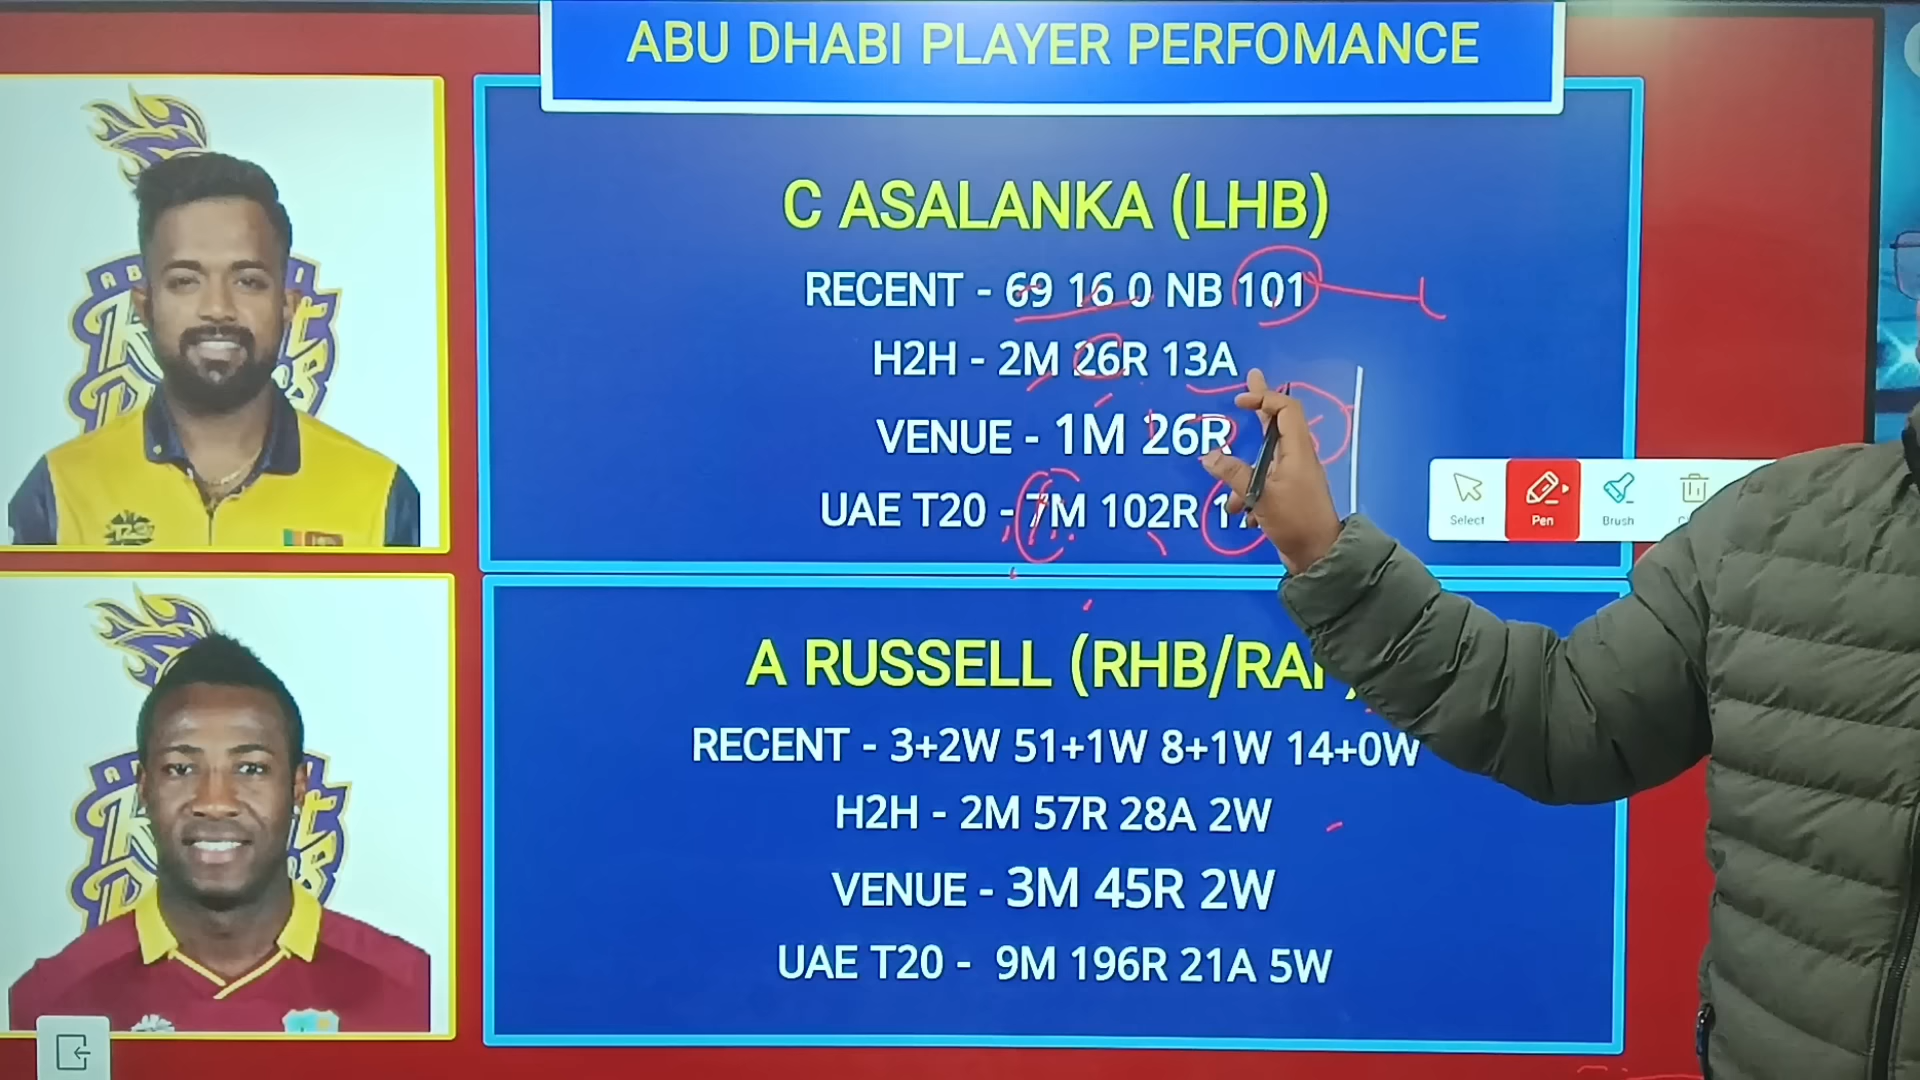 ABU DHABI PLAYER PERFOMANCE
C ASALANKA (LHB)
RECENT - 69 16 0 NB 101
H2H - 2M 26R 13A
VENUE - 1M 26R
UAE T20 - 7M 102R
Select
Pen
Brush
A RUSSELL
RECENT - 3+2W 51+1W 8+1W 14+0W
H2H - 2M 57R 28A 2W
VENUE - 3M 45R 2W
UAE T20 - 9M 196R 21A 5W